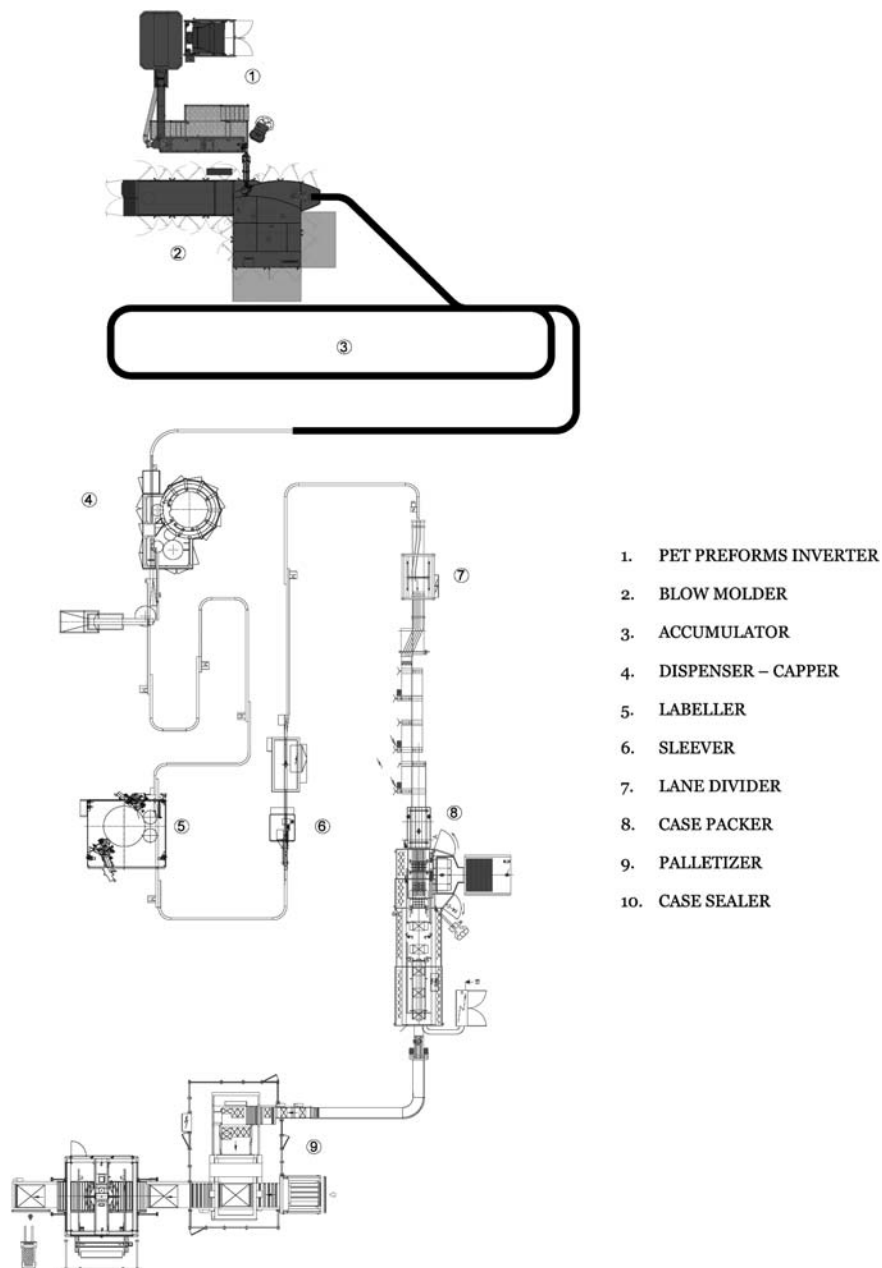 ①
②
③
④
⑦
⑧
⑤
⑥
⑨
1. PET PREFORMS INVERTER
2. BLOW MOLDER
3. ACCUMULATOR
4. DISPENSER – CAPPER
5. LABELLER
6. SLEEVER
7. LANE DIVIDER
8. CASE PACKER
9. PALLETIZER
10. CASE SEALER